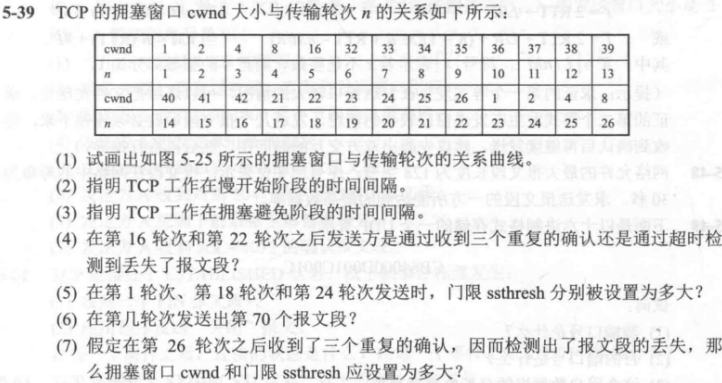 5-39 TCP 的拥塞窗口 cwnd 大小与传输轮次 n 的关系如下所示:
cwnd 1 2 4 8 16 32 33 34 35 36 37 38 39
n 1 2 3 4 5 6 7 8 9 10 11 12 13
cwnd 40 41 42 21 22 23 24 25 26 1 2 4 8
n 14 15 16 17 18 19 20 21 22 23 24 25 26
(1) 试画出如图 5-25 所示的拥塞窗口与传输轮次的关系曲线。
(2) 指明 TCP 工作在慢开始阶段的时间间隔。
(3) 指明 TCP 工作在拥塞避免阶段的时间间隔。
(4) 在第 16 轮次和第 22 轮次之后发送方是通过收到三个重复的确认还是通过超时检
测到丢失了报文段?
(5) 在第 1 轮次、第 18 轮次和第 24 轮次发送时,门限 ssthresh 分别被设置为多大?
(6) 在第几轮次发送出第 70 个报文段?
(7) 假定在第 26 轮次之后收到了三个重复的确认,因而检测出了报文段的丢失,那
么拥塞窗口 cwnd 和门限 ssthresh 应设置为多大?